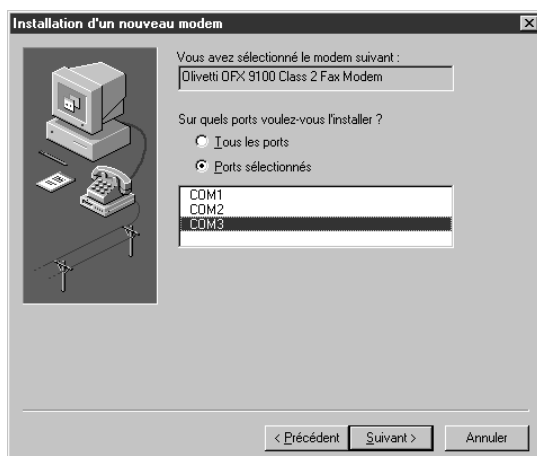 Installation d'un nouveau modem
Vous avez sélectionné le modem suivant :
Olivetti OFX 9100 Class 2 Fax Modem
Sur quels ports voulez-vous l'installer ?
Tous les ports
Ports sélectionnés
COM1
COM2
COM3
< Précédent Suivant > Annuler